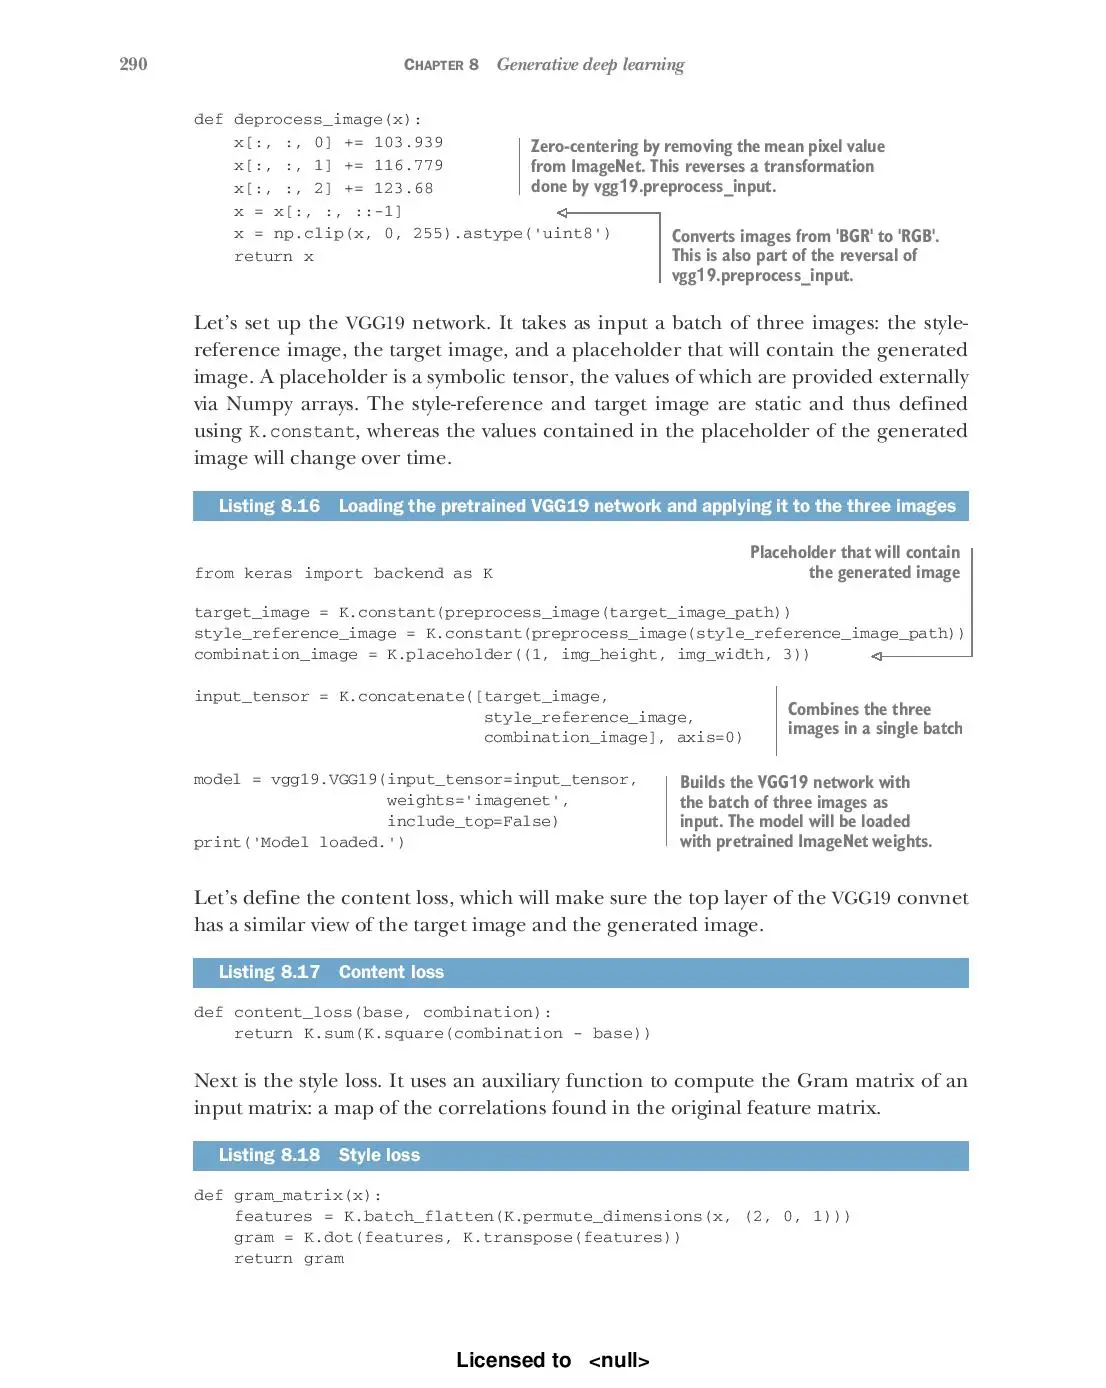 290
CHAPTER 8 Generative deep learning
def deprocess_image(x):
    x[:, :, 0] += 103.939
    x[:, :, 1] += 116.779
    x[:, :, 2] += 123.68
    x = x[:, :, ::-1]
    x = np.clip(x, 0, 255).astype('uint8')
    return x
Zero-centering by removing the mean pixel value
from ImageNet. This reverses a transformation
done by vgg19.preprocess_input.
Converts images from 'BGR' to 'RGB'.
This is also part of the reversal of
vgg19.preprocess_input.
Let's set up the VGG19 network. It takes as input a batch of three images: the style-
reference image, the target image, and a placeholder that will contain the generated
image. A placeholder is a symbolic tensor, the values of which are provided externally
via Numpy arrays. The style-reference and target image are static and thus defined
using K.constant, whereas the values contained in the placeholder of the generated
image will change over time.
Listing 8.16 Loading the pretrained VGG19 network and applying it to the three images
Placeholder that will contain
the generated image
from keras import backend as K
target_image = K.constant(preprocess_image(target_image_path))
style_reference_image = K.constant(preprocess_image(style_reference_image_path))
combination_image = K.placeholder((1, img_height, img_width, 3))
input_tensor = K.concatenate([target_image,
                              style_reference_image,
                              combination_image], axis=0)
Combines the three
images in a single batch
model = vgg19.VGG19(input_tensor=input_tensor,
                    weights='imagenet',
                    include_top=False)
print('Model loaded.')
Builds the VGG19 network with
the batch of three images as
input. The model will be loaded
with pretrained ImageNet weights.
Let's define the content loss, which will make sure the top layer of the VGG19 convnet
has a similar view of the target image and the generated image.
Listing 8.17 Content loss
def content_loss(base, combination):
    return K.sum(K.square(combination - base))
Next is the style loss. It uses an auxiliary function to compute the Gram matrix of an
input matrix: a map of the correlations found in the original feature matrix.
Listing 8.18 Style loss
def gram_matrix(x):
    features = K.batch_flatten(K.permute_dimensions(x, (2, 0, 1)))
    gram = K.dot(features, K.transpose(features))
    return gram
Licensed to <null>